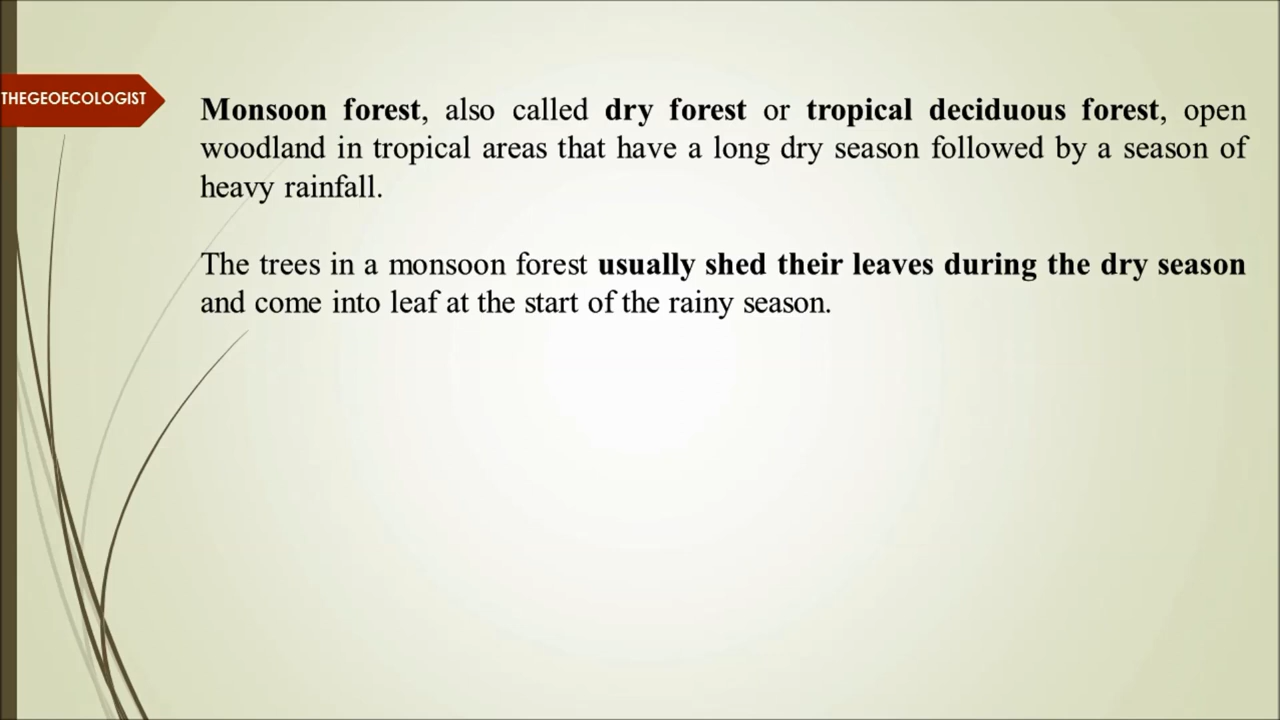 THEGEOECOLOGIST
Monsoon forest, also called dry forest or tropical deciduous forest, open
woodland in tropical areas that have a long dry season followed by a season of
heavy rainfall.
The trees in a monsoon forest usually shed their leaves during the dry season
and come into leaf at the start of the rainy season.